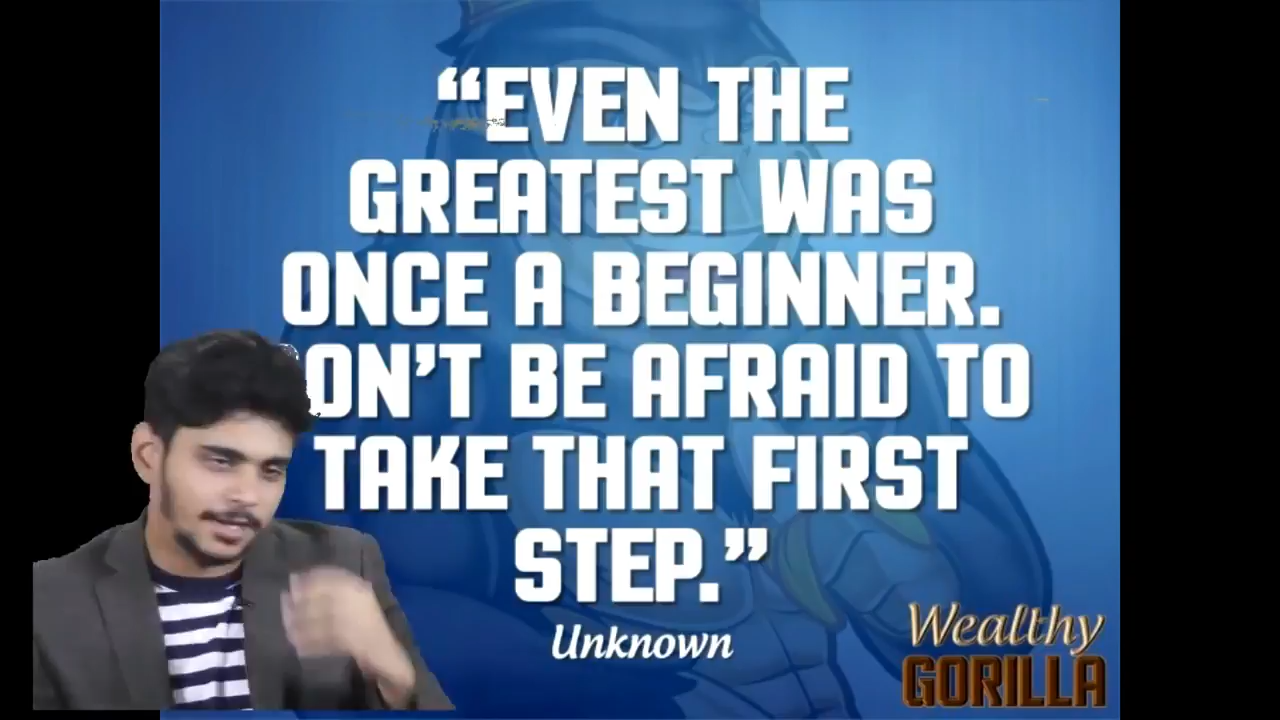 “EVEN THE
GREATEST WAS
ONCE A BEGINNER.
ON’T BE AFRAID TO
TAKE THAT FIRST
STEP.”
Unknown
Wealthy
GORILLA